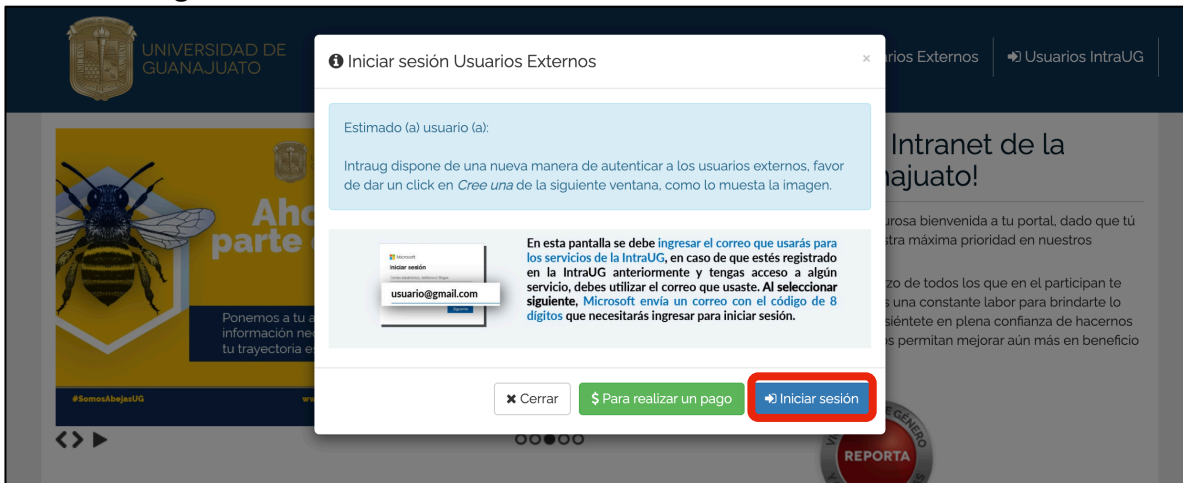 UNIVERSIDAD DE
GUANAJUATO
Iniciar sesión Usuarios Externos
×
rios Externos
Usuarios IntraUG
Estimado (a) usuario (a):
Intraug dispone de una nueva manera de autenticar a los usuarios externos, favor
de dar un click en Cree una de la siguiente ventana, como lo muesta la imagen.
Microsoft
Iniciar sesión
usuario@gmail.com
Siguiente
En esta pantalla se debe ingresar el correo que usarás para
los servicios de la IntraUG, en caso de que estés registrado
en la IntraUG anteriormente y tengas acceso a algún
servicio, debes utilizar el correo que usaste. Al seleccionar
siguiente, Microsoft envía un correo con el código de 8
dígitos que necesitarás ingresar para iniciar sesión.
Cerrar
$ Para realizar un pago
Iniciar sesión
Aho
parte
Ponemos a tu a
información ne
tu trayectoria e
#SomosAbejasUG
ww
Intranet de la
ajuato!
urosa bienvenida a tu portal, dado que tú
stra máxima prioridad en nuestros
zo de todos los que en el participan te
s una constante labor para brindarte lo
siéntete en plena confianza de hacernos
os permitan mejorar aún más en beneficio
REPORTA